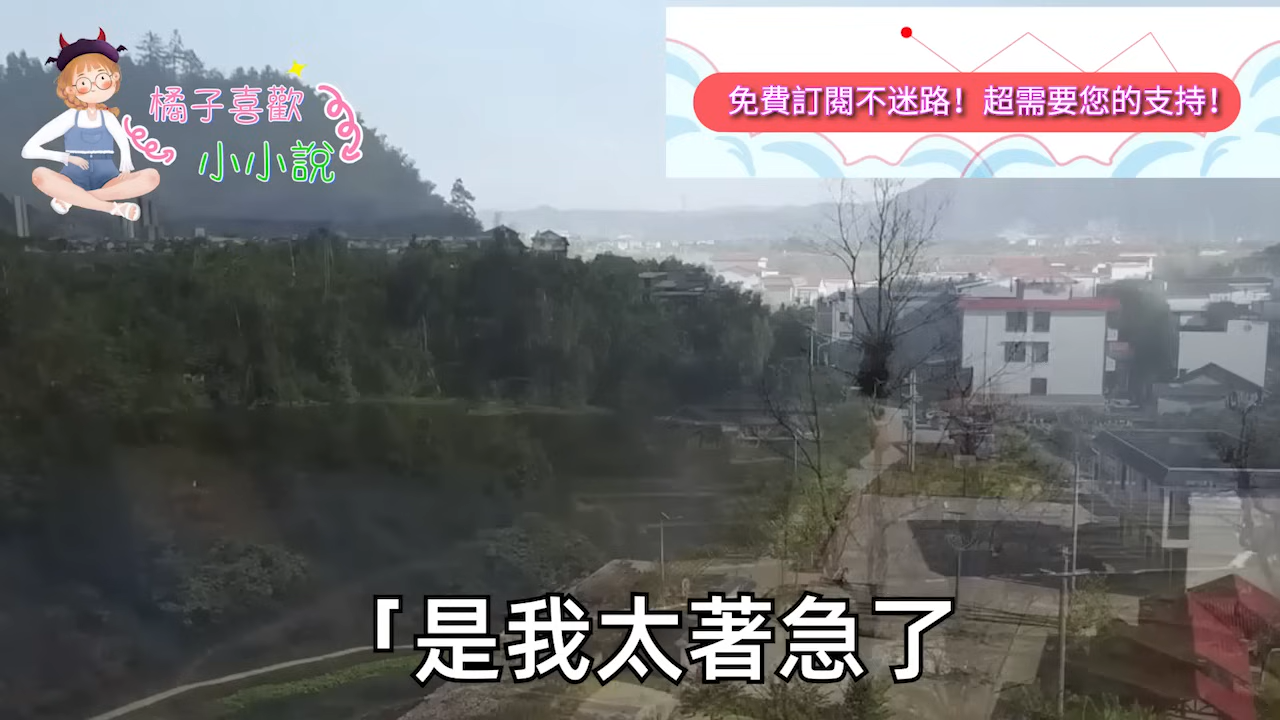 橘子喜歡
小小說
免費訂閱不迷路！超需要您的支持！
「是我太著急了